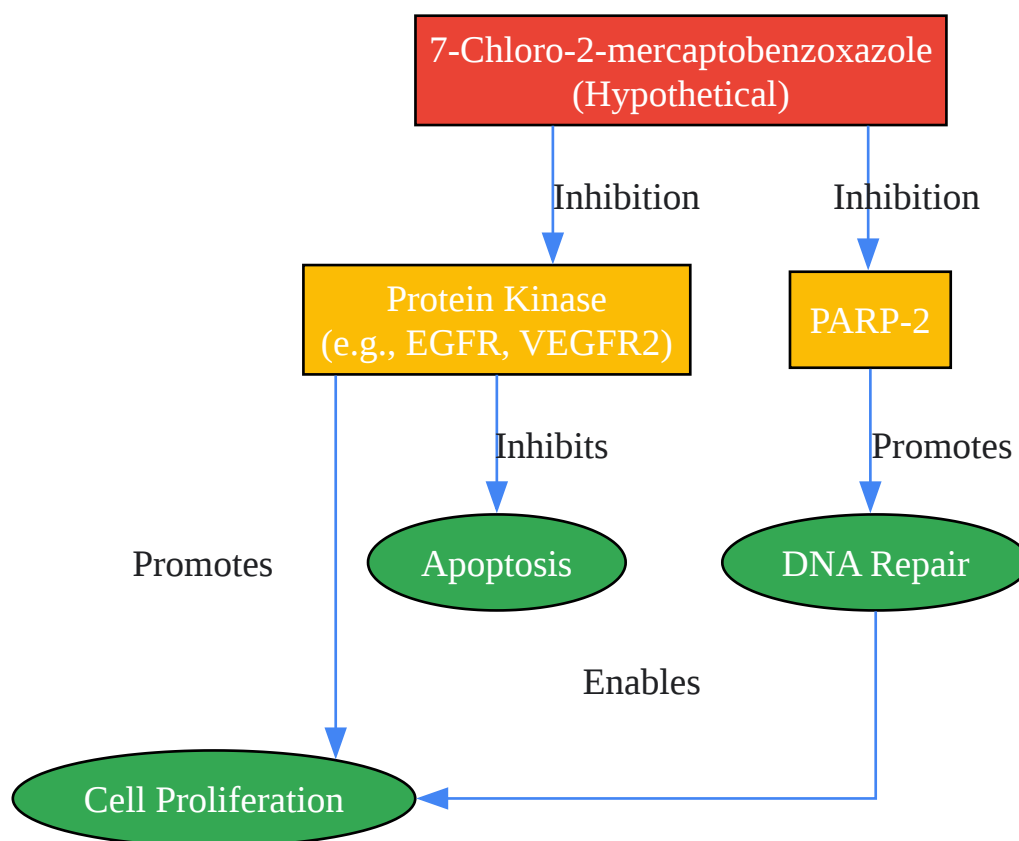 7-Chloro-2-mercaptobenzoxazole
(Hypothetical)
Inhibition
Inhibition
Protein Kinase
(e.g., EGFR, VEGFR2)
PARP-2
Inhibits
Promotes
Promotes
Apoptosis
DNA Repair
Enables
Cell Proliferation